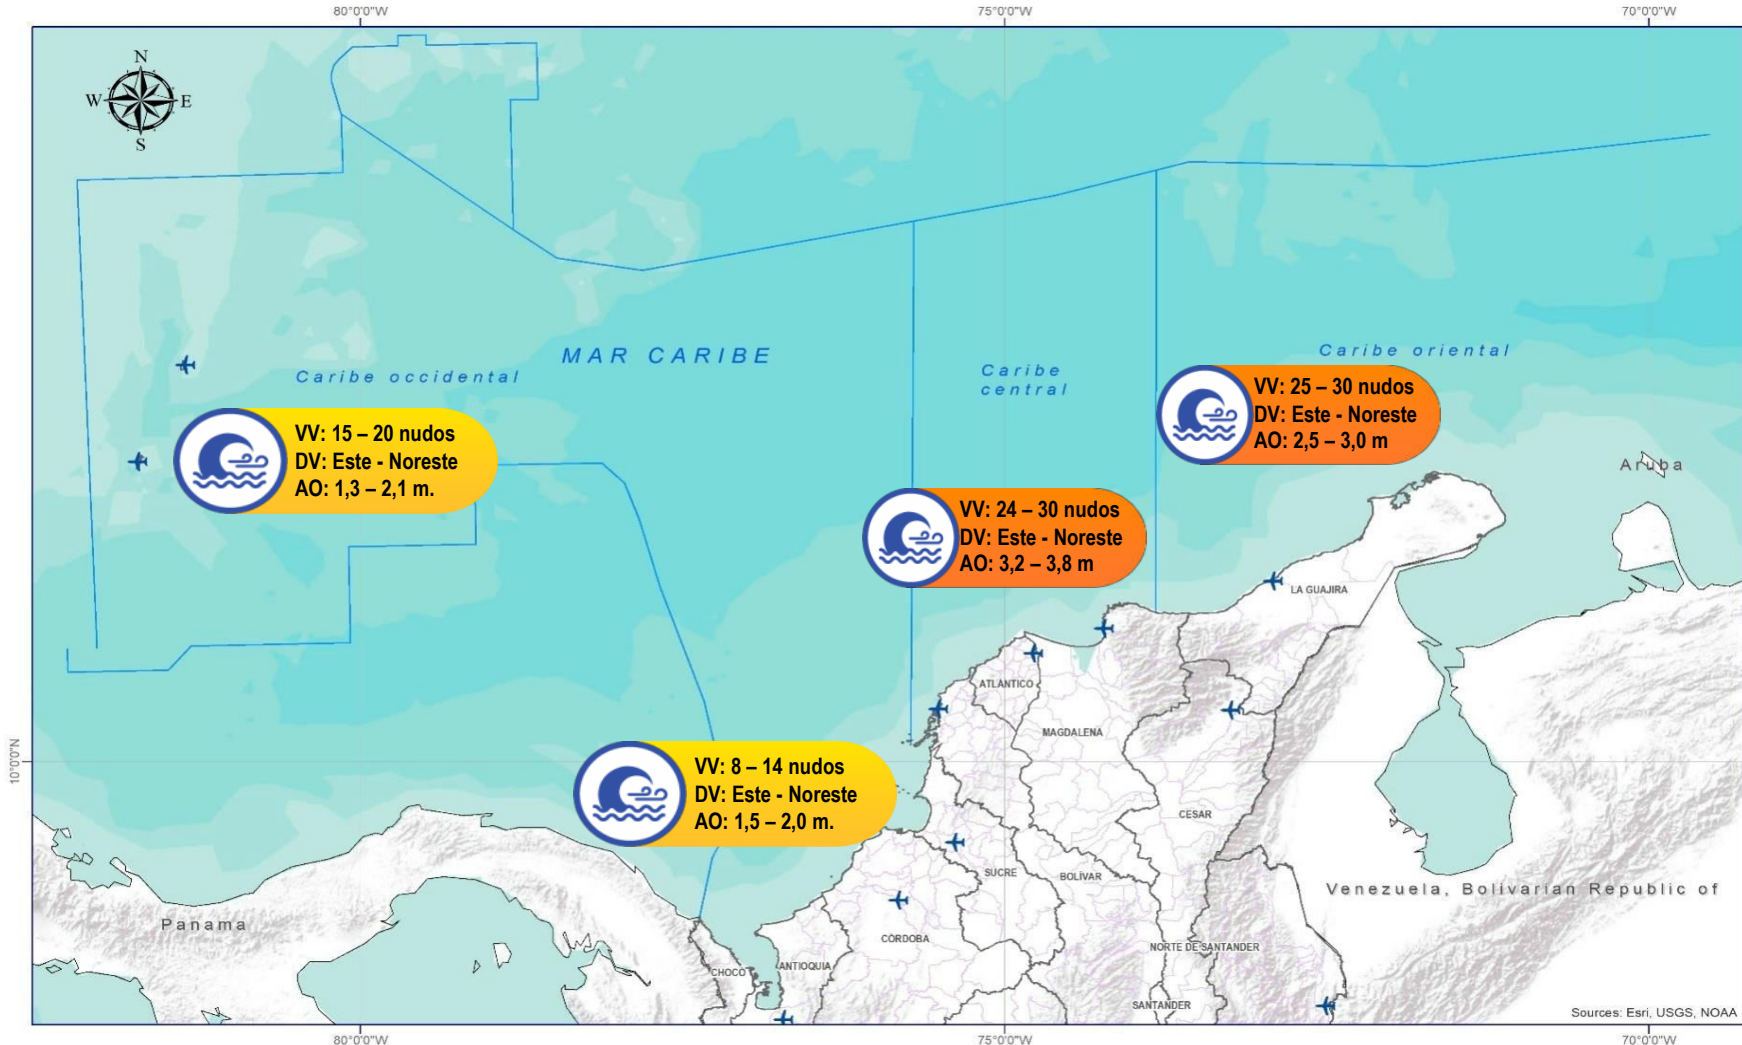 80°0'0"W
75°0'0"W
70°0'0"W
N
W
E
S
MAR CARIBE
Caribe occidental
Caribe
central
Caribe oriental
VV: 25 – 30 nudos
DV: Este - Noreste
AO: 2,5 – 3,0 m
VV: 15 – 20 nudos
DV: Este - Noreste
AO: 1,3 – 2,1 m.
Aruba
VV: 24 – 30 nudos
DV: Este - Noreste
AO: 3,2 – 3,8 m
LA GUAJIRA
ATLÁNTICO
MAGDALENA
10°0'0"N
VV: 8 – 14 nudos
DV: Este - Noreste
AO: 1,5 – 2,0 m.
CESAR
SUCRE
BOLÍVAR
Venezuela, Bolivarian Republic of
Panama
CÓRDOBA
NORTE DE SANTANDER
CHOCÓ
ANTIOQUIA
SANTANDER
Sources: Esri, USGS, NOAA
80°0'0"W
75°0'0"W
70°0'0"W